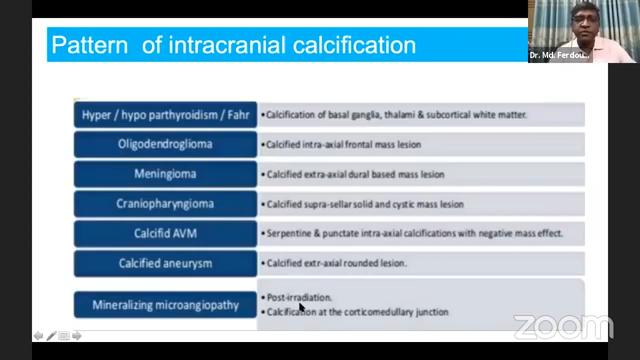 Pattern of intracranial calcification
Dr. Md. Ferdou...
Hyper / hypo parthyroidism / Fahr
• Calcification of basal ganglia, thalami & subcortical white matter.
Oligodendroglioma
• Calcified intra-axial frontal mass lesion
Meningioma
• Calcified extra-axial dural based mass lesion
Craniopharyngioma
• Calcified supra-sellar solid and cystic mass lesion
Calcifid AVM
• Serpentine & punctate intra-axial calcifications with negative mass effect.
Calcified aneurysm
• Calcified extr-axial rounded lesion.
Mineralizing microangiopathy
• Post-irradiation.
• Calcification at the corticomedullary junction
zoom